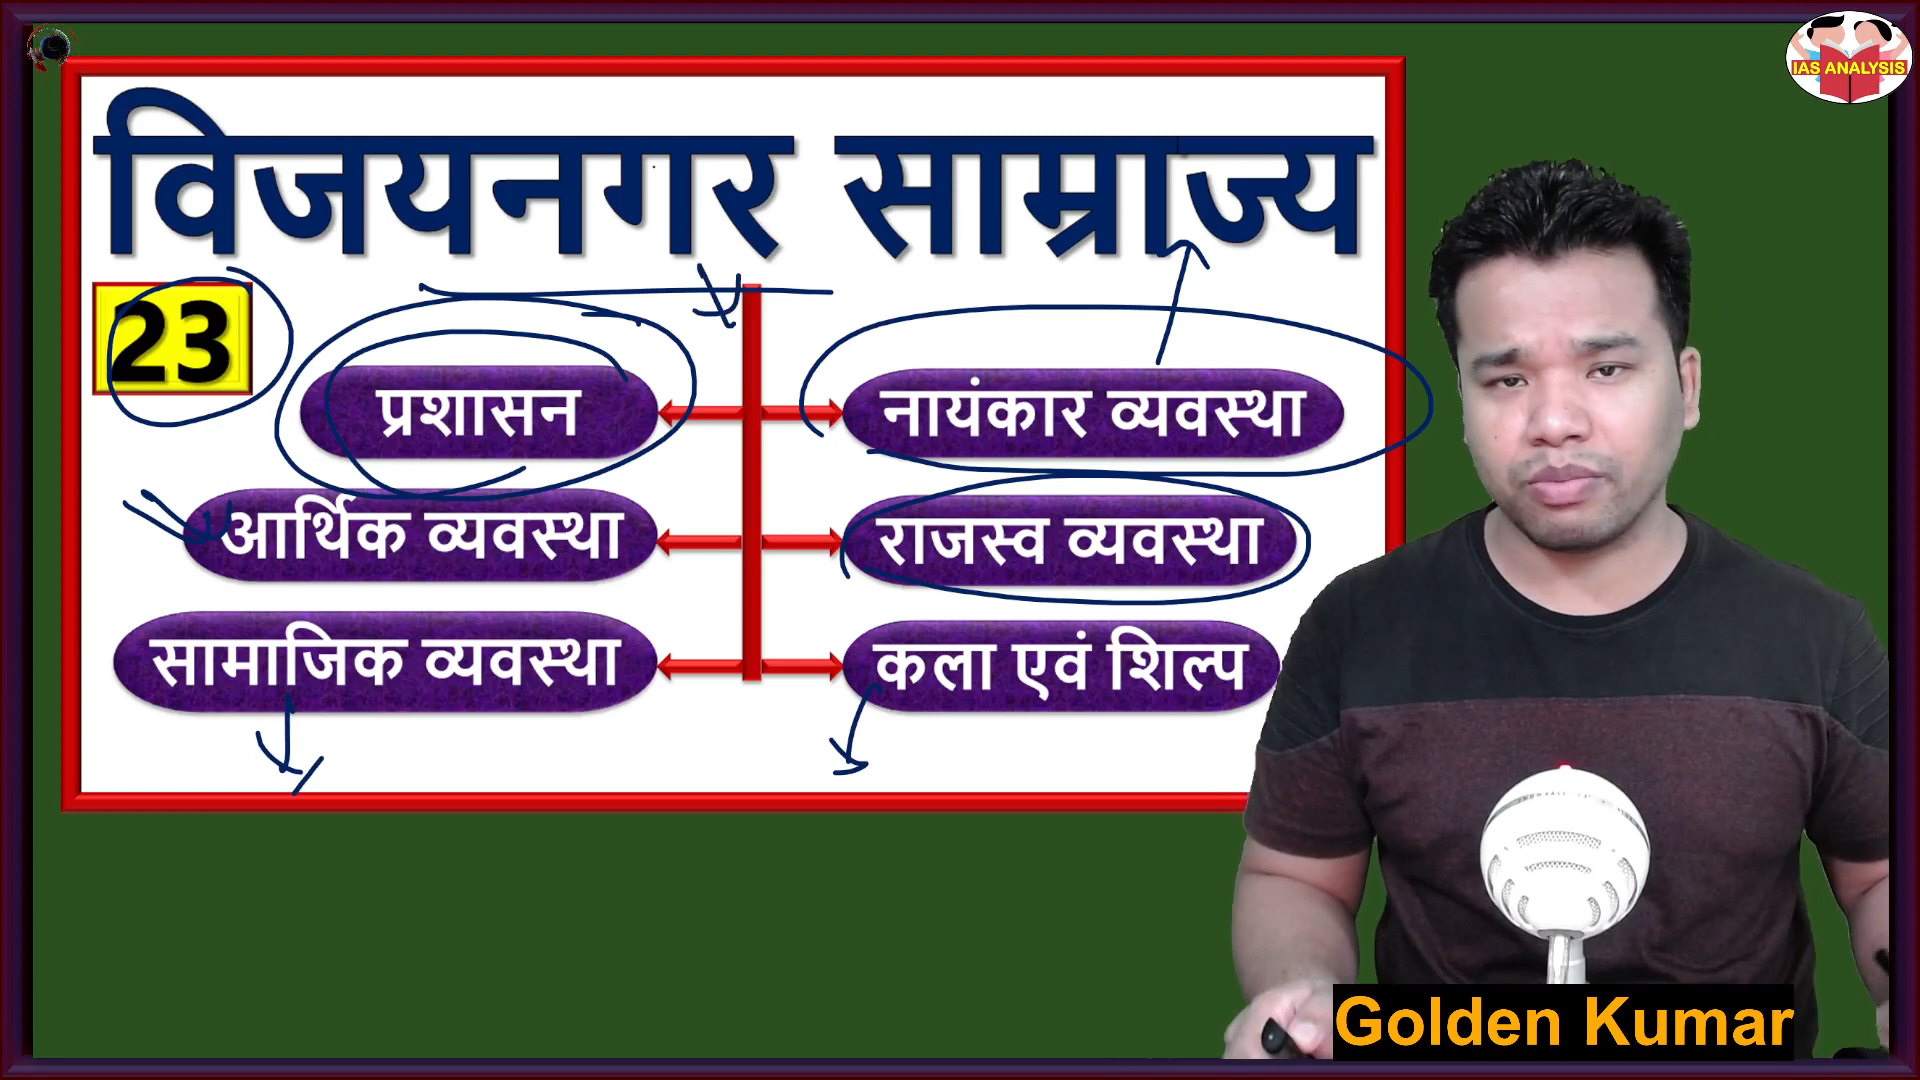 IAS ANALYSIS
विजयनगर साम्राज्य
23
प्रशासन
नायंकार व्यवस्था
आर्थिक व्यवस्था
राजस्व व्यवस्था
सामाजिक व्यवस्था
कला एवं शिल्प
Golden Kumar